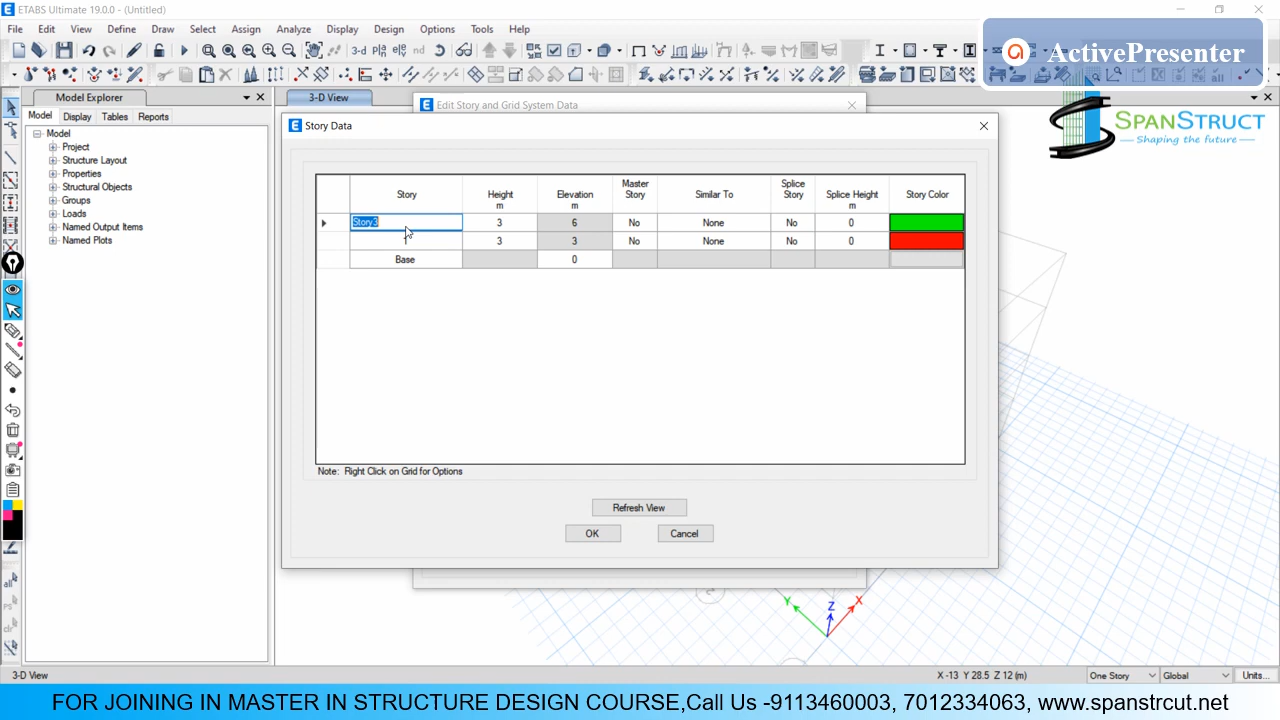 ETABS Ultimate 19.0.0 - (Untitled)
File Edit View Define Draw Select Assign Analyze Display Design Options Tools Help
ActivePresenter
SPANSTRUCT
Shaping the future
Model Explorer
Model Display Tables Reports
Model
Project
Structure Layout
Properties
Structural Objects
Groups
Loads
Named Output Items
Named Plots
3-D View
Edit Story and Grid System Data
Story Data
Story Height m Elevation m Master Story Similar To Splice Story Splice Height m Story Color
Story3 3 6 No None No 0
1 3 3 No None No 0
Base 0
Note: Right Click on Grid for Options
Refresh View
OK Cancel
Y Z X
3-D View X -13 Y 28.5 Z 12 (m) One Story Global Units...
FOR JOINING IN MASTER IN STRUCTURE DESIGN COURSE,Call Us -9113460003, 7012334063, www.spanstrcut.net